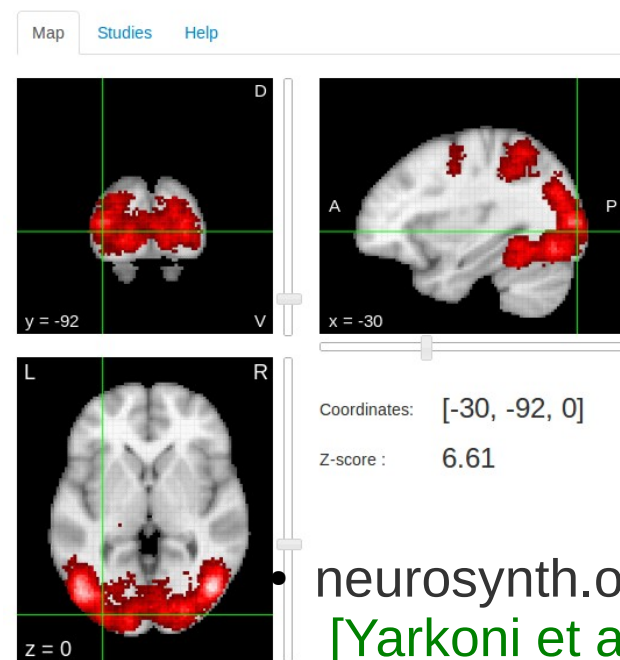 Map Studies Help
D
y = -92 V
A P
x = -30
L R
z = 0
Coordinates: [-30, -92, 0]
Z-score : 6.61
• neurosynth.o
[Yarkoni et a